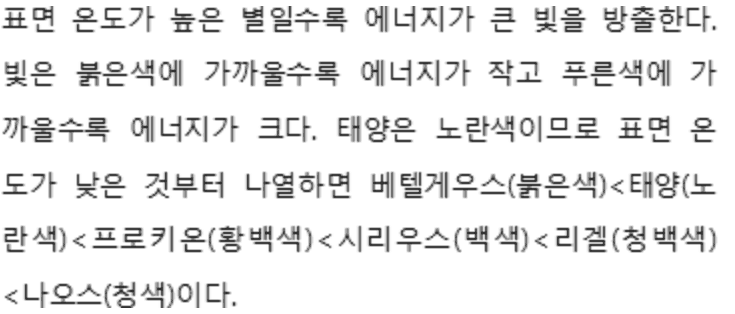 표면 온도가 높은 별일수록 에너지가 큰 빛을 방출한다.
빛은 붉은색에 가까울수록 에너지가 작고 푸른색에 가
까울수록 에너지가 크다. 태양은 노란색이므로 표면 온
도가 낮은 것부터 나열하면 베텔게우스(붉은색)<태양(노
란색)<프로키온(황백색)<시리우스(백색)<리겔(청백색)
<나오스(청색)이다.